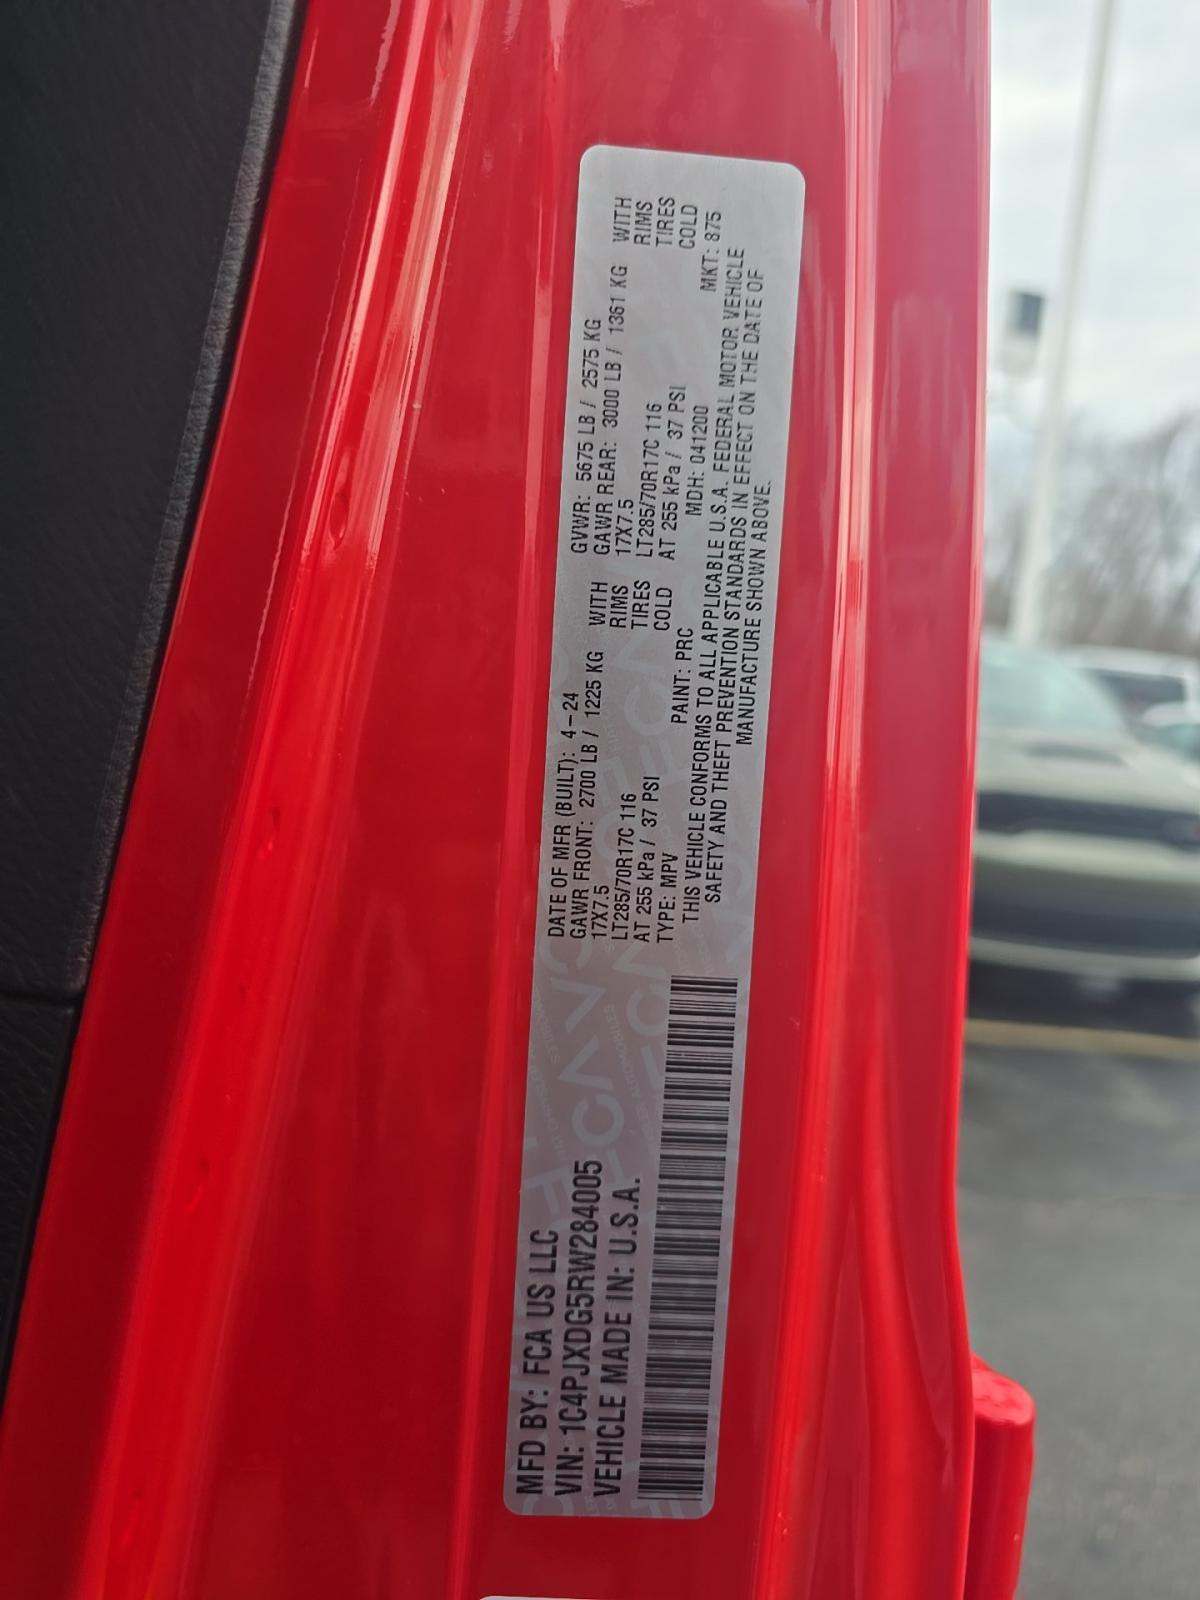 MFD BY: FCA US LLC
VIN: 1C4PJXDG5RW284005
VEHICLE MADE IN: U.S.A.
DATE OF MFR (BUILT): 4-24 GVWR: 5675 LB / 2575 KG
GAWR FRONT: 2700 LB / 1225 KG WITH GAWR REAR: 3000 LB / 1361 KG WITH
17X7.5 RIMS 17X7.5 RIMS
LT285/70R17C 116 TIRES LT285/70R17C 116 TIRES
AT 255 kPa / 37 PSI COLD AT 255 kPa / 37 PSI COLD
TYPE: MPV PAINT: PRC MDH: 041200 MKT: 875
THIS VEHICLE CONFORMS TO ALL APPLICABLE U.S.A. FEDERAL MOTOR VEHICLE
SAFETY AND THEFT PREVENTION STANDARDS IN EFFECT ON THE DATE OF
MANUFACTURE SHOWN ABOVE.